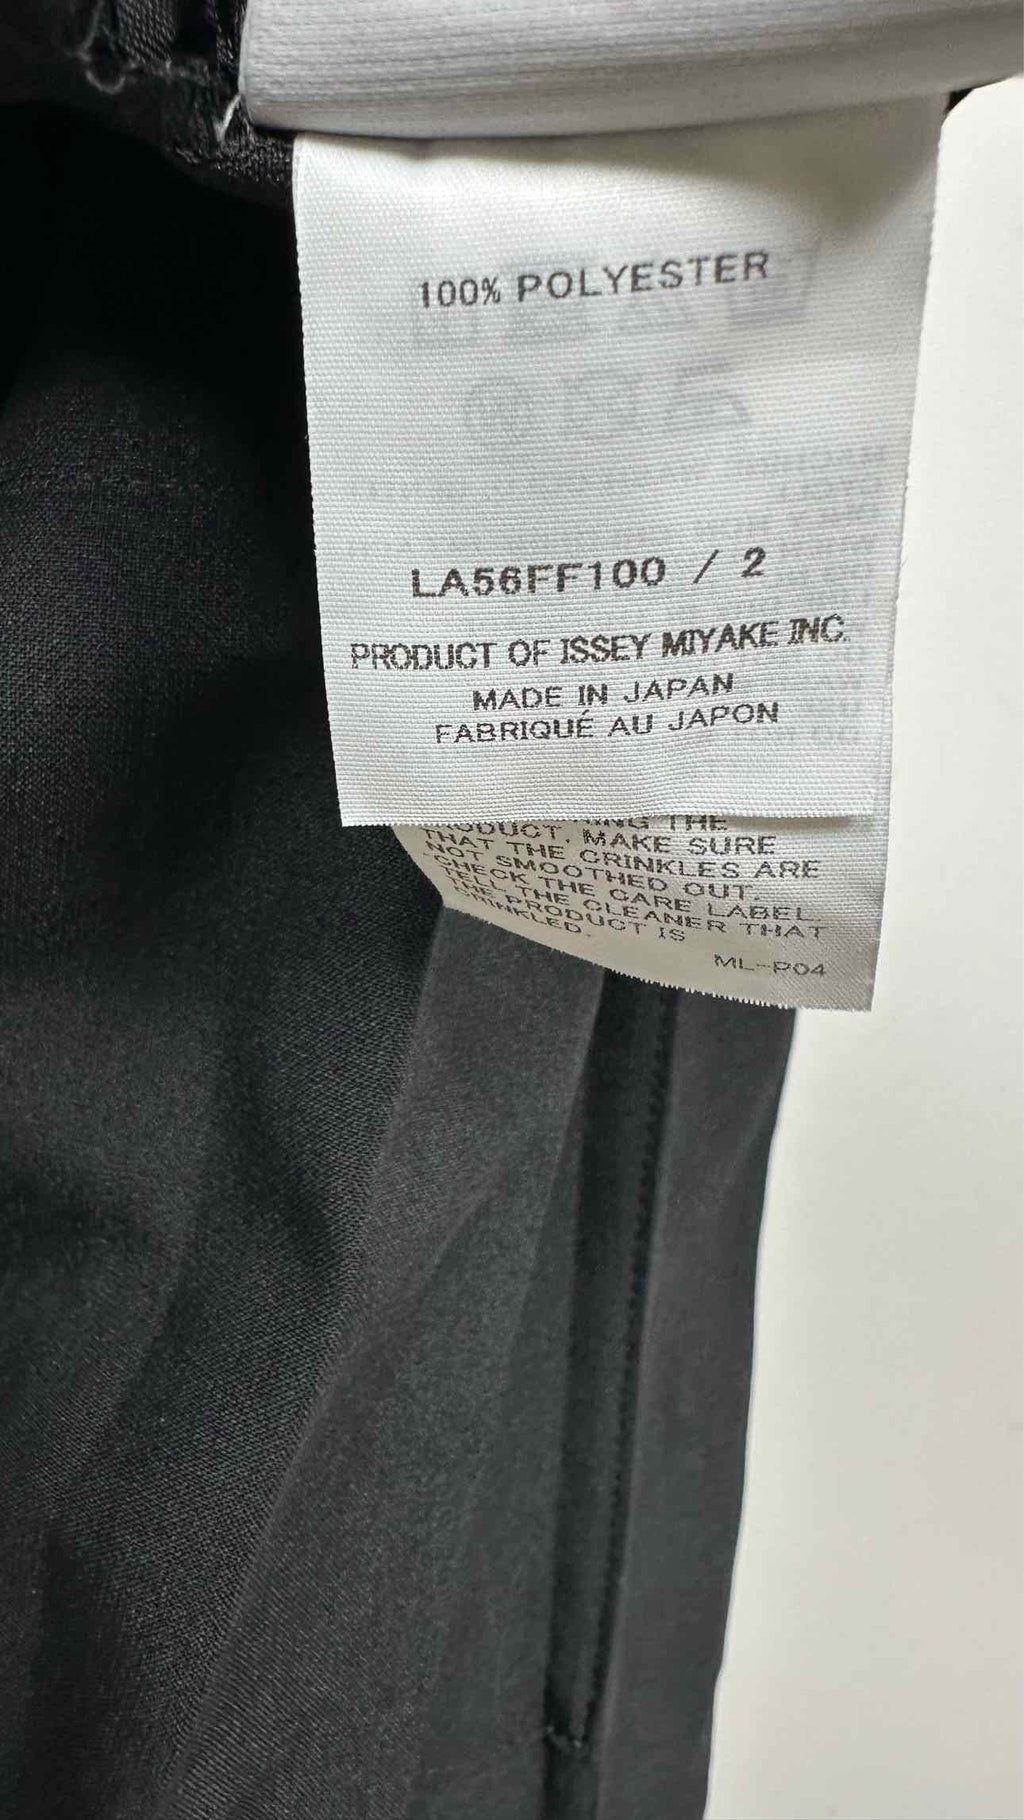 100% POLYESTER
LA56FF100 / 2
PRODUCT OF ISSEY MIYAKE INC.
MADE IN JAPAN
FABRIQUÉ AU JAPON
THE
PRODUCT. MAKE SURE
THAT THE CRINKLES ARE
NOT SMOOTHED OUT.
CHECK THE CARE LABEL.
TELL THE CLEANER THAT
THE PRODUCT IS
CRINKLED.
ML-P04